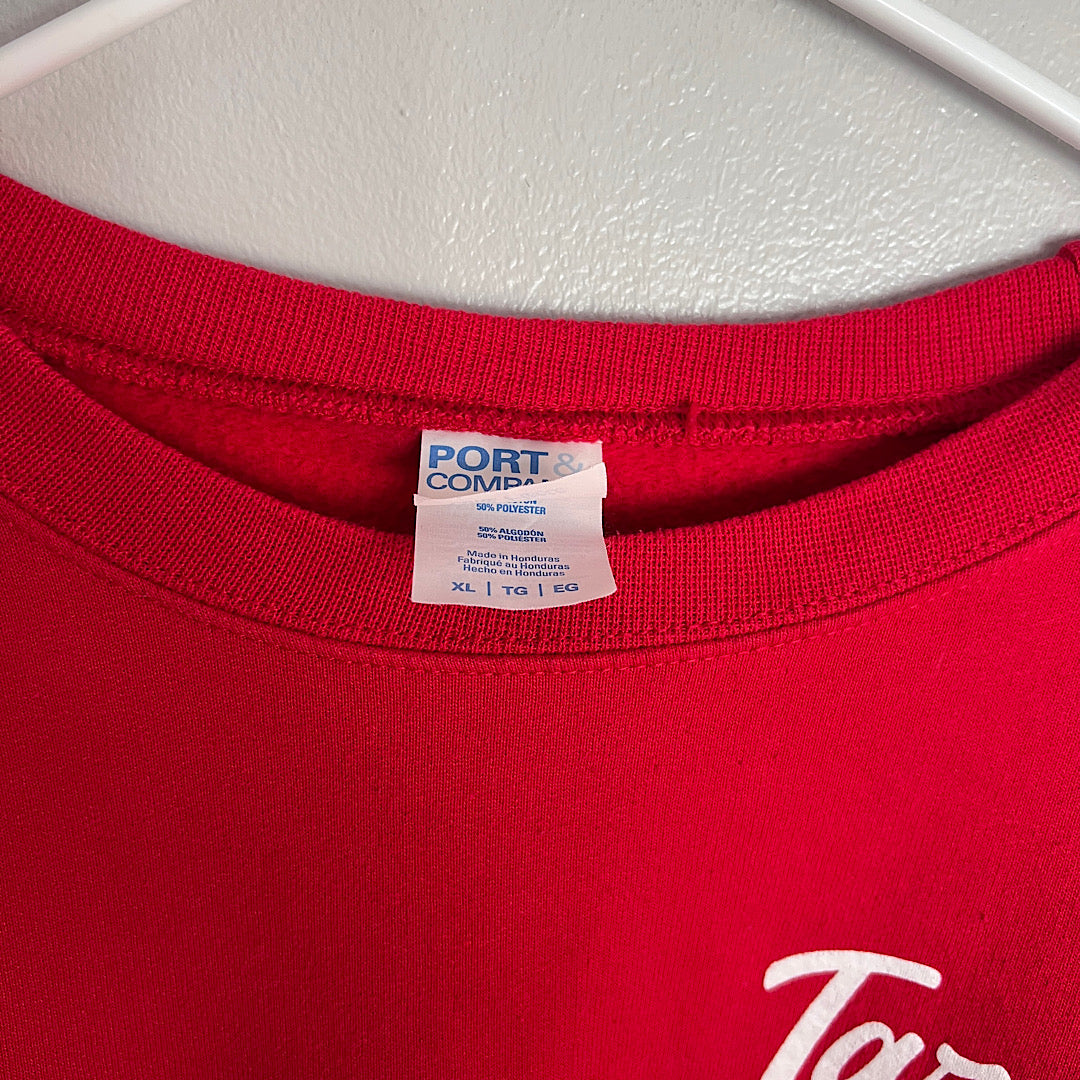 PORT &
50% POLYESTER
50% ALGODÓN
50% POLIÉSTER
Made in Honduras
Fabriqué au Honduras
Hecho en Honduras
XL | TG | EG